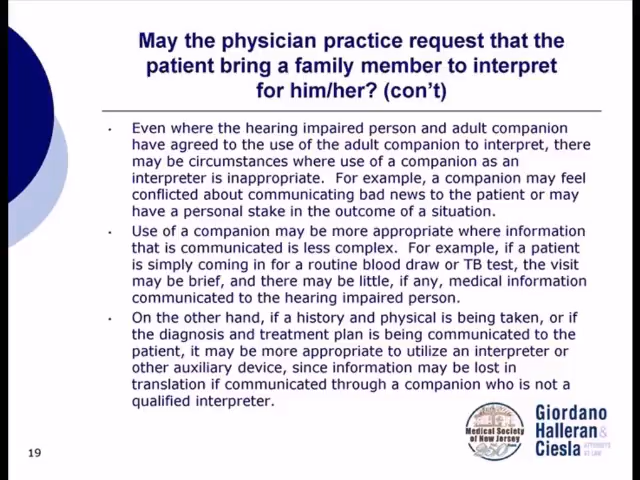 May the physician practice request that the
patient bring a family member to interpret
for him/her? (con't)
• Even where the hearing impaired person and adult companion
have agreed to the use of the adult companion to interpret, there
may be circumstances where use of a companion as an
interpreter is inappropriate.  For example, a companion may feel
conflicted about communicating bad news to the patient or may
have a personal stake in the outcome of a situation.
• Use of a companion may be more appropriate where information
that is communicated is less complex.  For example, if a patient
is simply coming in for a routine blood draw or TB test, the visit
may be brief, and there may be little, if any, medical information
communicated to the hearing impaired person.
• On the other hand, if a history and physical is being taken, or if
the diagnosis and treatment plan is being communicated to the
patient, it may be more appropriate to utilize an interpreter or
other auxiliary device, since information may be lost in
translation if communicated through a companion who is not a
qualified interpreter.
Medical Society
of New Jersey
250
Giordano
Halleran &
Ciesla
ATTORNEYS
AT LAW
19